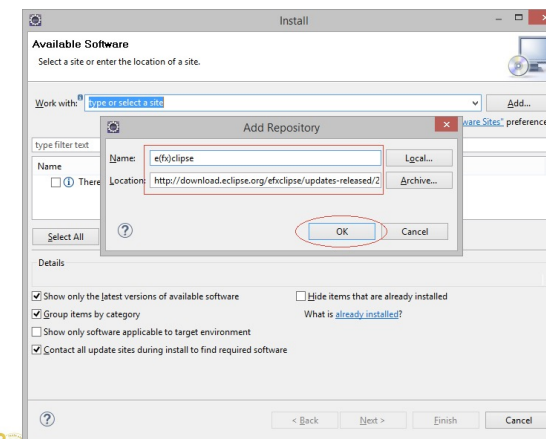 Install
Available Software
Select a site or enter the location of a site.
Work with: type or select a site
Add...
ware Sites" preference
Add Repository
type filter text
Name
There
Name: e(fx)clipse
Local...
Location: http://download.eclipse.org/efxclipse/updates-released/2
Archive...
OK
Cancel
Select All
Details
Show only the latest versions of available software
Hide items that are already installed
Group items by category
What is already installed?
Show only software applicable to target environment
Contact all update sites during install to find required software
< Back
Next >
Finish
Cancel